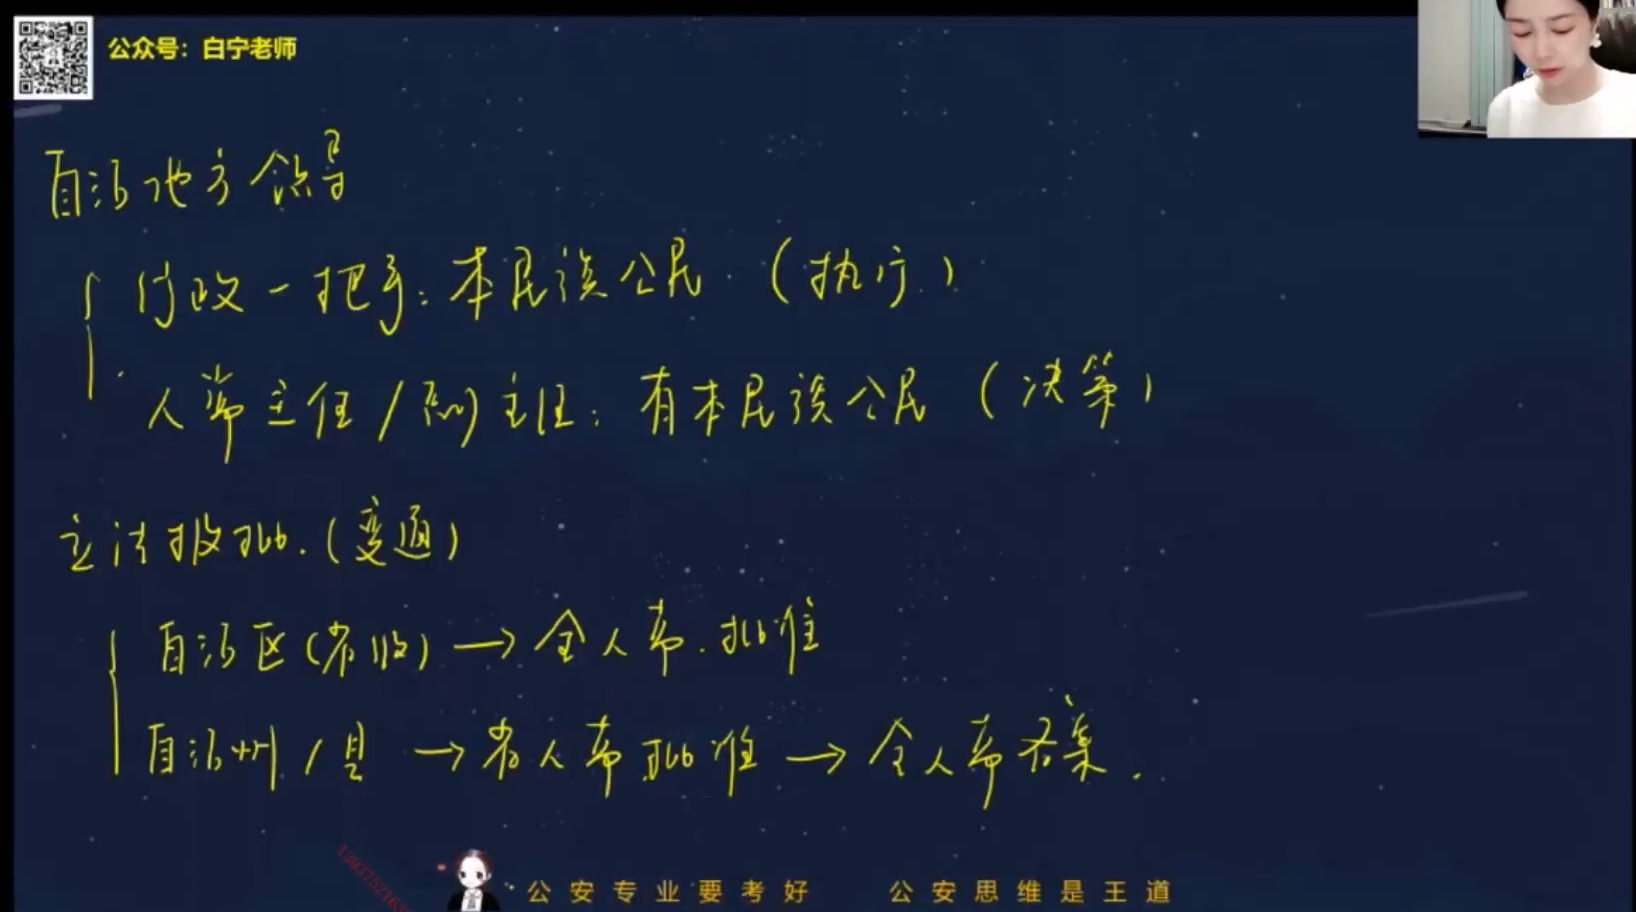 公众号：白宁老师
自治地方领导
行政一把手：本民族公民（执行）
人常主任/副主任：有本民族公民（决策）
立法报批.（变通）
自治区（省级）→全人常.批准
自治州/县 →省人常批准→全人常备案.
公安专业要考好 公安思维是王道